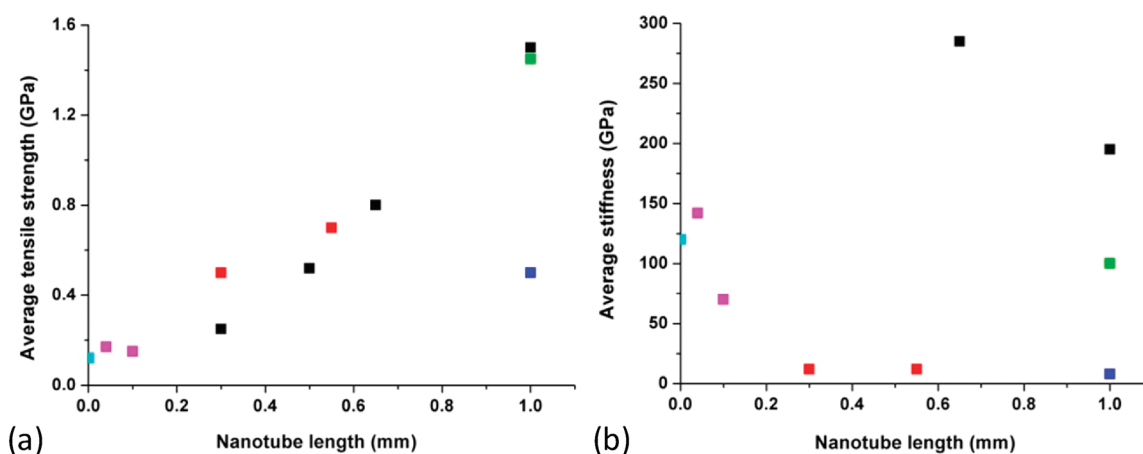 1.6
1.2
0.8
0.4
0.0
Average tensile strength (GPa)
0.0 0.2 0.4 0.6 0.8 1.0
Nanotube length (mm)
(a)
300
250
200
150
100
50
0
Average stiffness (GPa)
0.0 0.2 0.4 0.6 0.8 1.0
Nanotube length (mm)
(b)